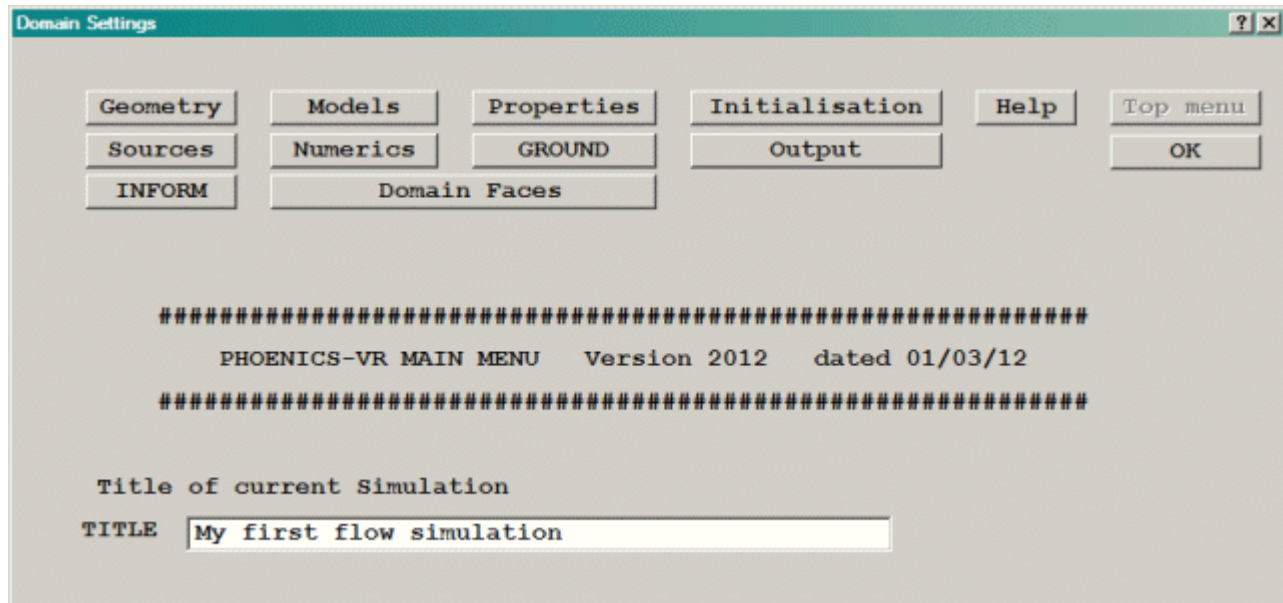 Domain Settings ? ×
Geometry Models Properties Initialisation Help Top menu
Sources Numerics GROUND Output OK
INFORM Domain Faces
#############################################################
PHOENICS-VR MAIN MENU Version 2012 dated 01/03/12
#############################################################
Title of current Simulation
TITLE My first flow simulation